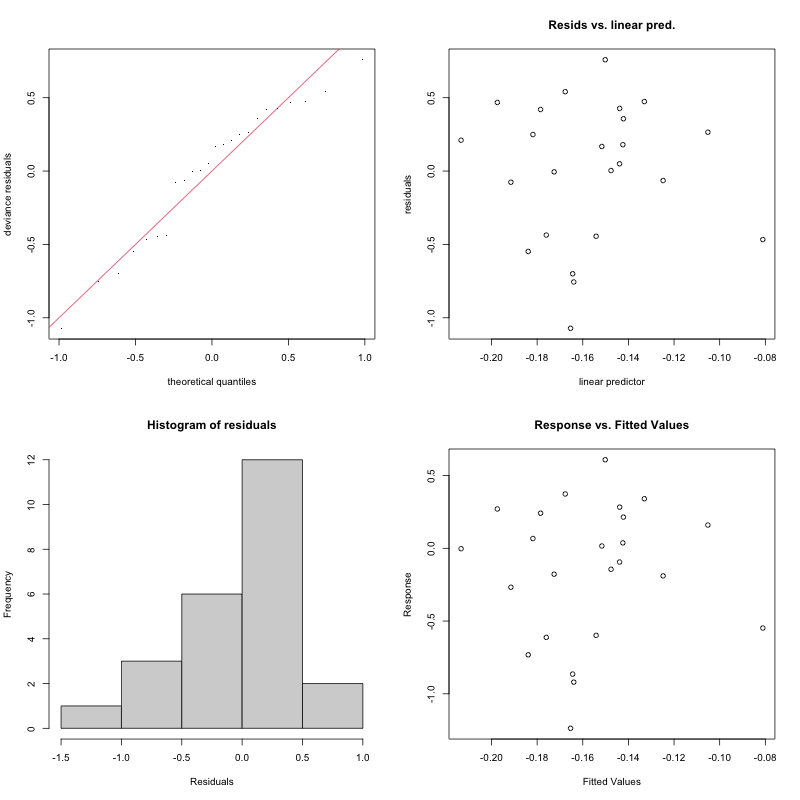 deviance residuals
-1.0 -0.5 0.0 0.5
-1.0 -0.5 0.0 0.5 1.0
theoretical quantiles
Resids vs. linear pred.
residuals
-1.0 -0.5 0.0 0.5
-0.20 -0.18 -0.16 -0.14 -0.12 -0.10 -0.08
linear predictor
Histogram of residuals
Frequency
0 2 4 6 8 10 12
-1.5 -1.0 -0.5 0.0 0.5 1.0
Residuals
Response vs. Fitted Values
Response
-1.0 -0.5 0.0 0.5
-0.20 -0.18 -0.16 -0.14 -0.12 -0.10 -0.08
Fitted Values